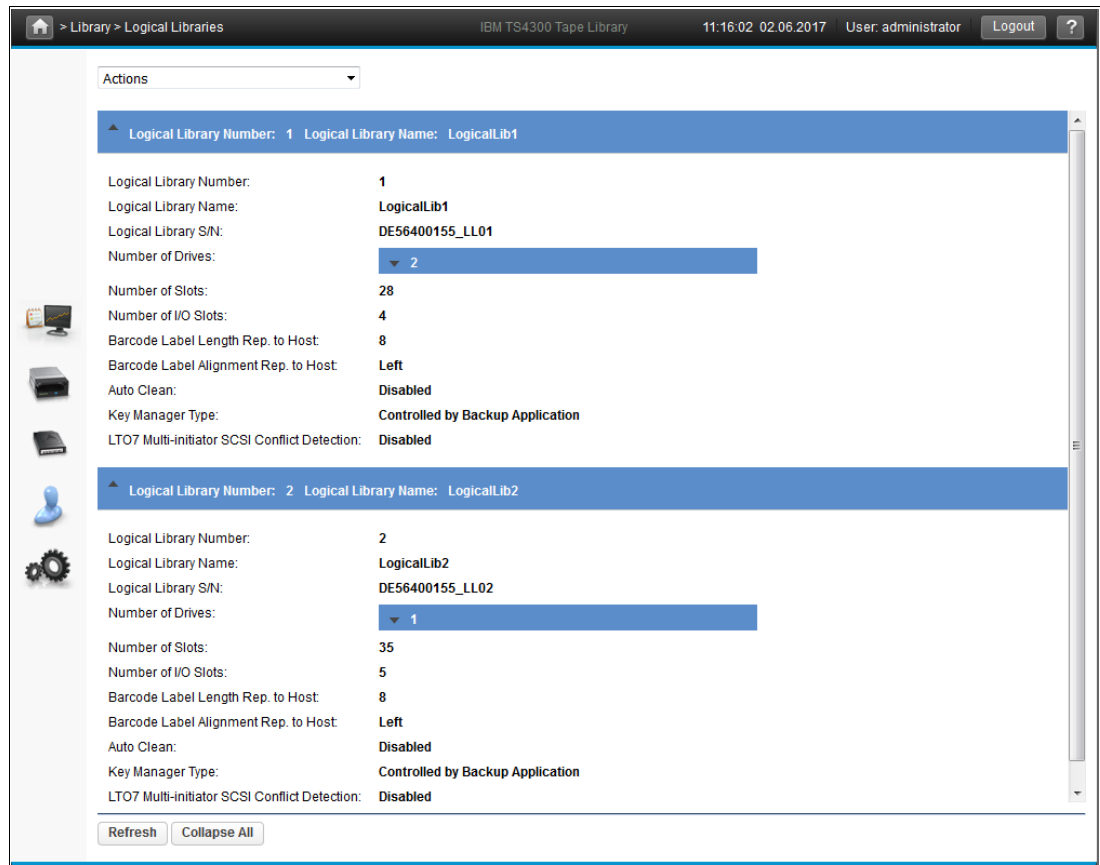 > Library > Logical Libraries IBM TS4300 Tape Library 11:16:02 02.06.2017 User: administrator Logout ?
Actions
Logical Library Number: 1 Logical Library Name: LogicalLib1
Logical Library Number: 1
Logical Library Name: LogicalLib1
Logical Library S/N: DE56400155_LL01
Number of Drives: 2
Number of Slots: 28
Number of I/O Slots: 4
Barcode Label Length Rep. to Host: 8
Barcode Label Alignment Rep. to Host: Left
Auto Clean: Disabled
Key Manager Type: Controlled by Backup Application
LTO7 Multi-initiator SCSI Conflict Detection: Disabled
Logical Library Number: 2 Logical Library Name: LogicalLib2
Logical Library Number: 2
Logical Library Name: LogicalLib2
Logical Library S/N: DE56400155_LL02
Number of Drives: 1
Number of Slots: 35
Number of I/O Slots: 5
Barcode Label Length Rep. to Host: 8
Barcode Label Alignment Rep. to Host: Left
Auto Clean: Disabled
Key Manager Type: Controlled by Backup Application
LTO7 Multi-initiator SCSI Conflict Detection: Disabled
Refresh Collapse All